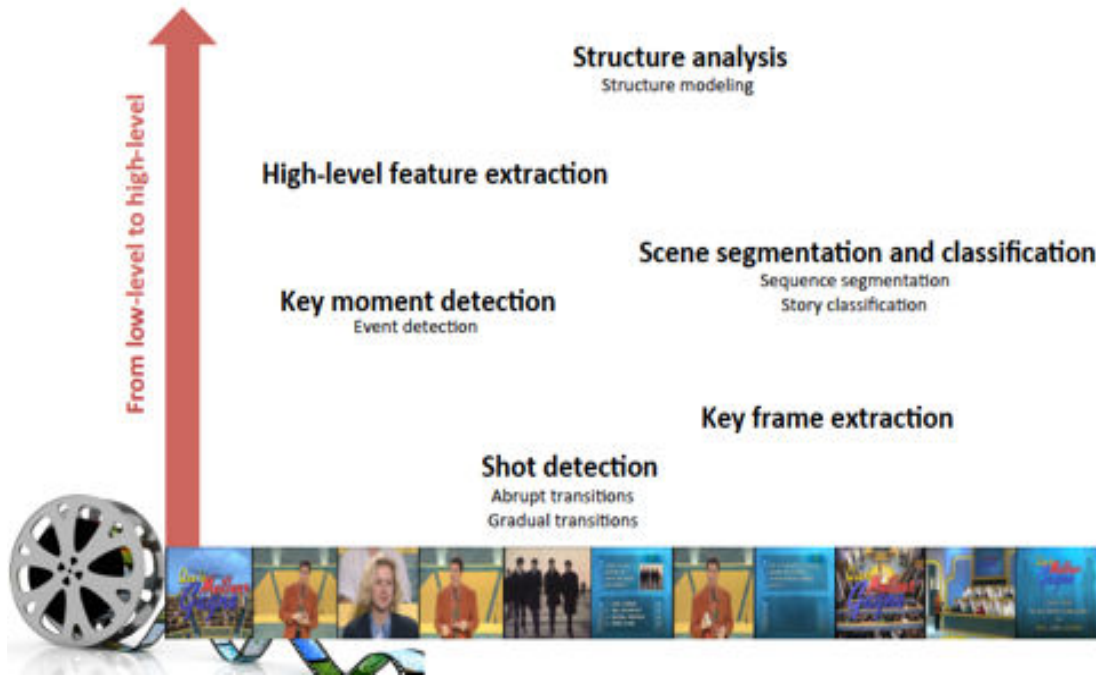 Structure analysis
Structure modeling
From low-level to high-level
High-level feature extraction
Scene segmentation and classification
Sequence segmentation
Story classification
Key moment detection
Event detection
Key frame extraction
Shot detection
Abrupt transitions
Gradual transitions